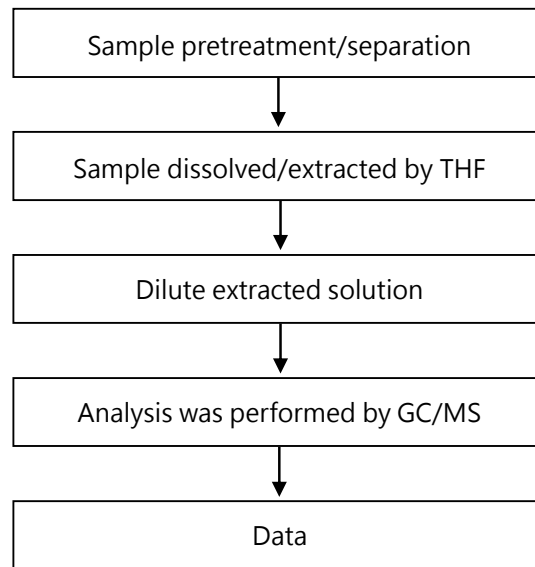 Sample pretreatment/separation
Sample dissolved/extracted by THF
Dilute extracted solution
Analysis was performed by GC/MS
Data